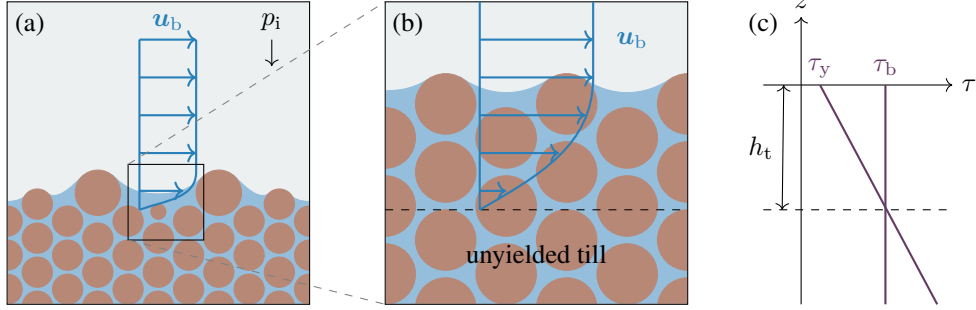 (a)
u_b
p_i
(b)
u_b
unyielded till
(c)
z
τ_y
τ_b
τ
h_t